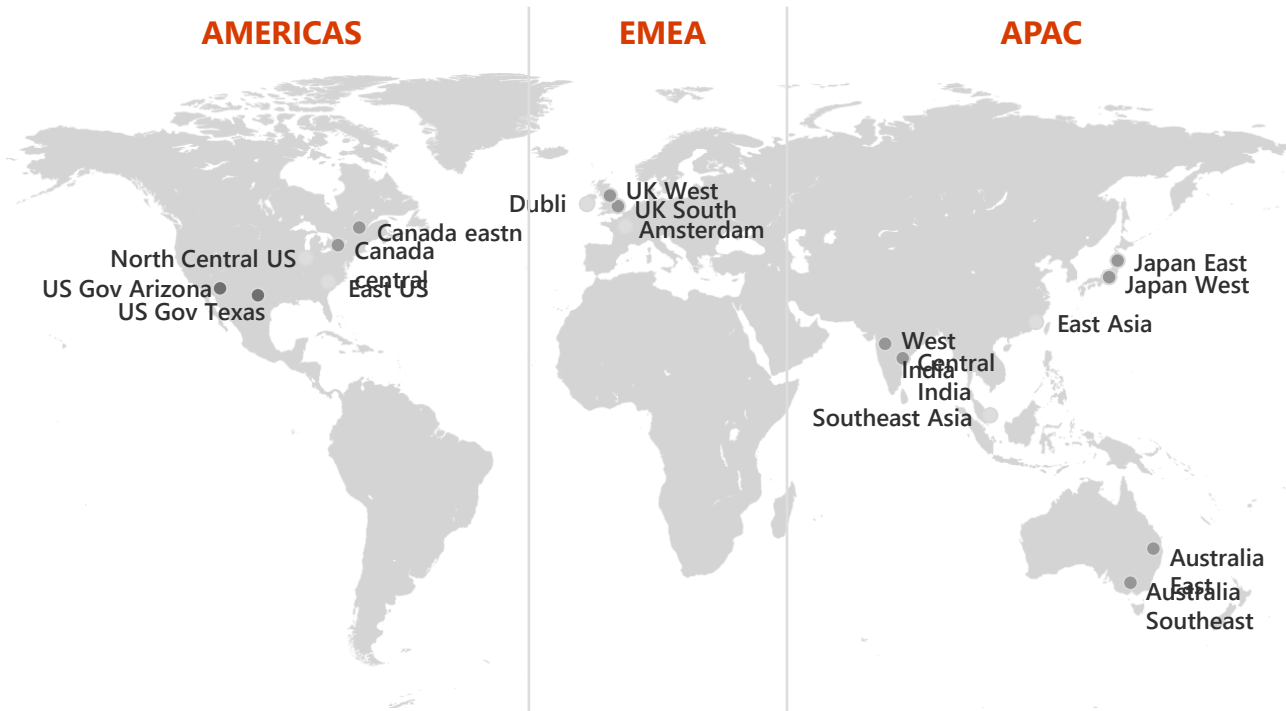 AMERICAS
EMEA
APAC
Dubli
UK West
UK South
Amsterdam
Canada eastn
Canada
central
North Central US
East US
US Gov Arizona
US Gov Texas
Japan East
Japan West
East Asia
West
India
Central
India
Southeast Asia
Australia
East
Australia
Southeast